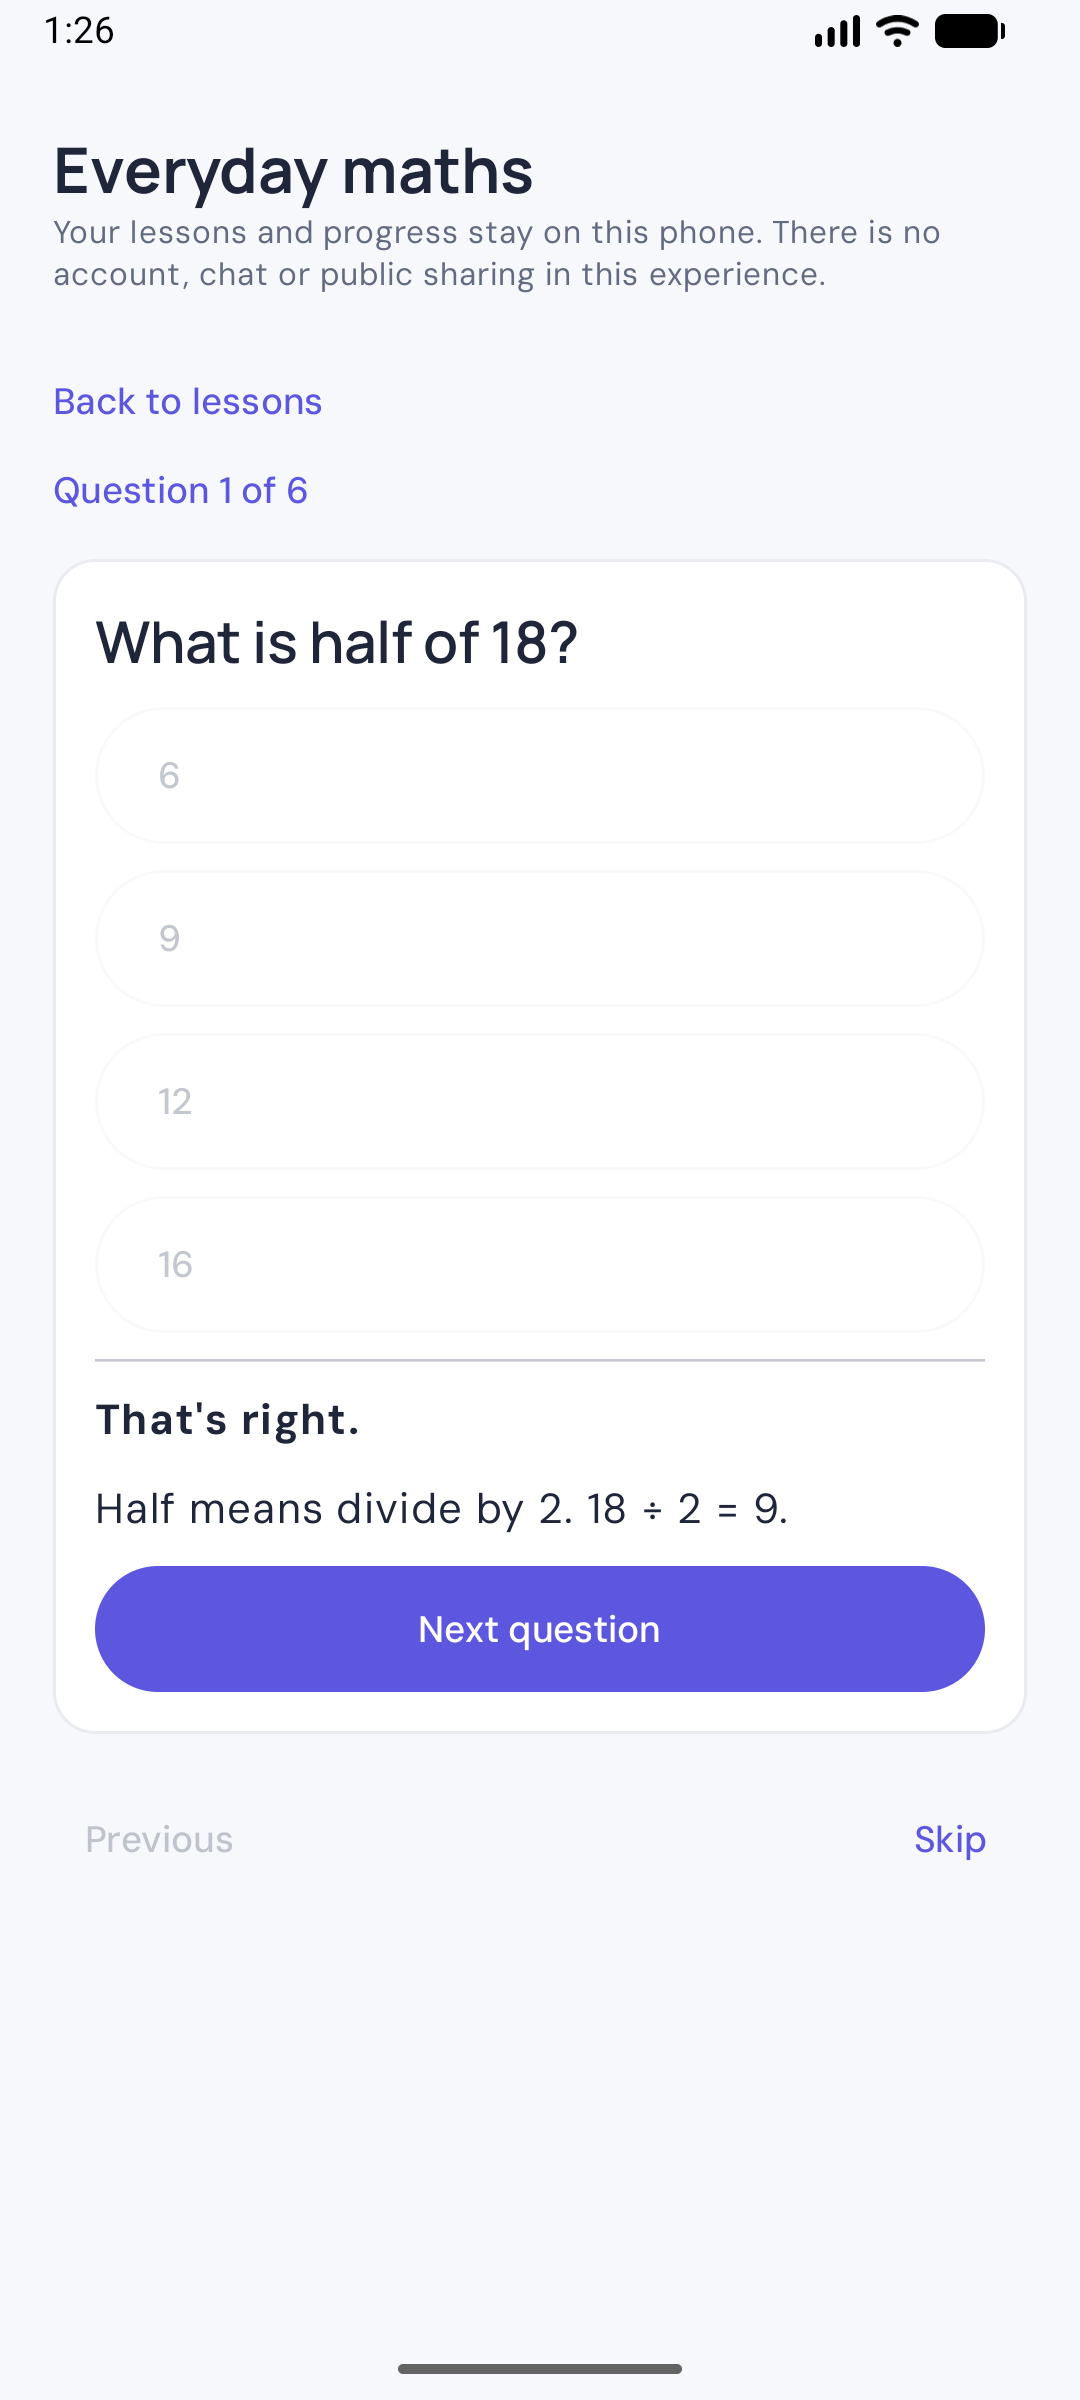 1:26
Everyday maths
Your lessons and progress stay on this phone. There is no
account, chat or public sharing in this experience.
Back to lessons
Question 1 of 6
What is half of 18?
6
9
12
16
That's right.
Half means divide by 2. 18 ÷ 2 = 9.
Next question
Previous
Skip